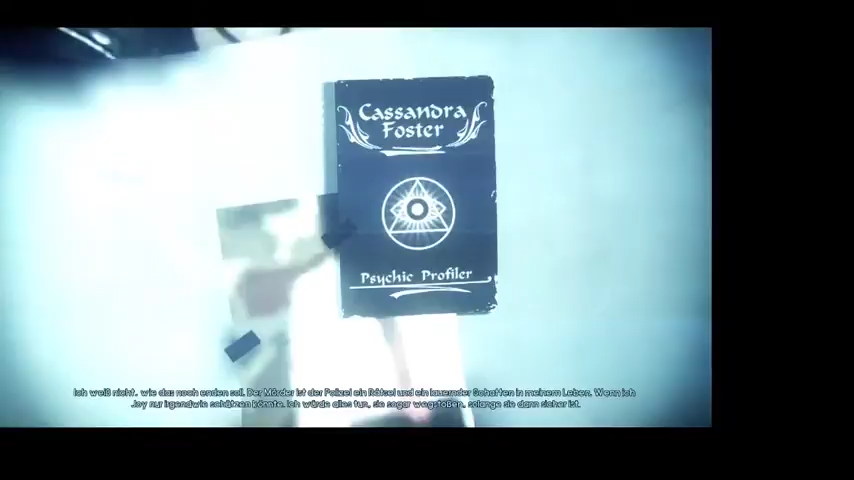 Cassandra
Foster
Psychic Profiler
Ich weiß nicht, wie das noch enden soll. Der Mörder ist der Polizei ein Rätsel und ein lauernder Schatten in meinem Leben. Wenn ich
Joy nur irgendwie schützen könnte. Ich würde alles tun, sie sogar wegstoßen, solange sie dann sicher ist.